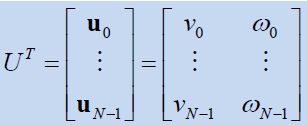 U^T = [ u_0 ; ⋮ ; u_{N−1} ] = [ v_0 ω_0 ; ⋮ ⋮ ; v_{N−1} ω_{N−1} ]